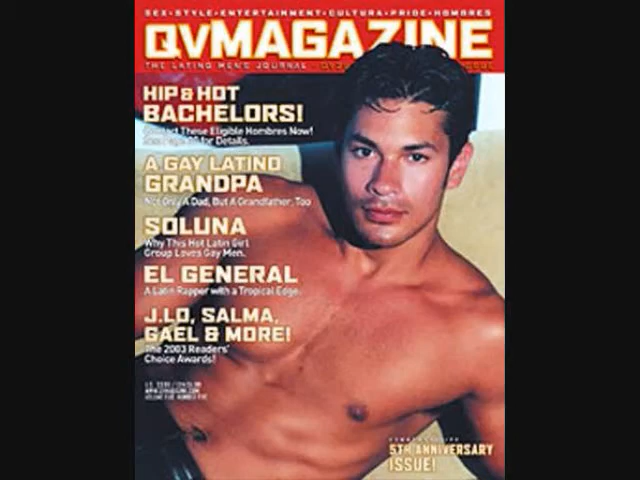 SEX•STYLE•ENTERTAINMENT•CULTURA•PRIDE•HOMBRES
QVMAGAZINE
THE LATINO MEN'S JOURNAL
HIP & HOT
BACHELORS!
These Eligible Hombres Now!
for Details.
A GAY LATINO
GRANDPA
Not Only A Dad, But A Grandfather, Too
SOLUNA
Why This Hot Latin Girl
Group Loves Gay Men.
EL GENERAL
A Latin Rapper with a Tropical Edge.
J.LO, SALMA,
GAEL & MORE!
The 2003 Readers'
Choice Awards!
5TH ANNIVERSARY
ISSUE!